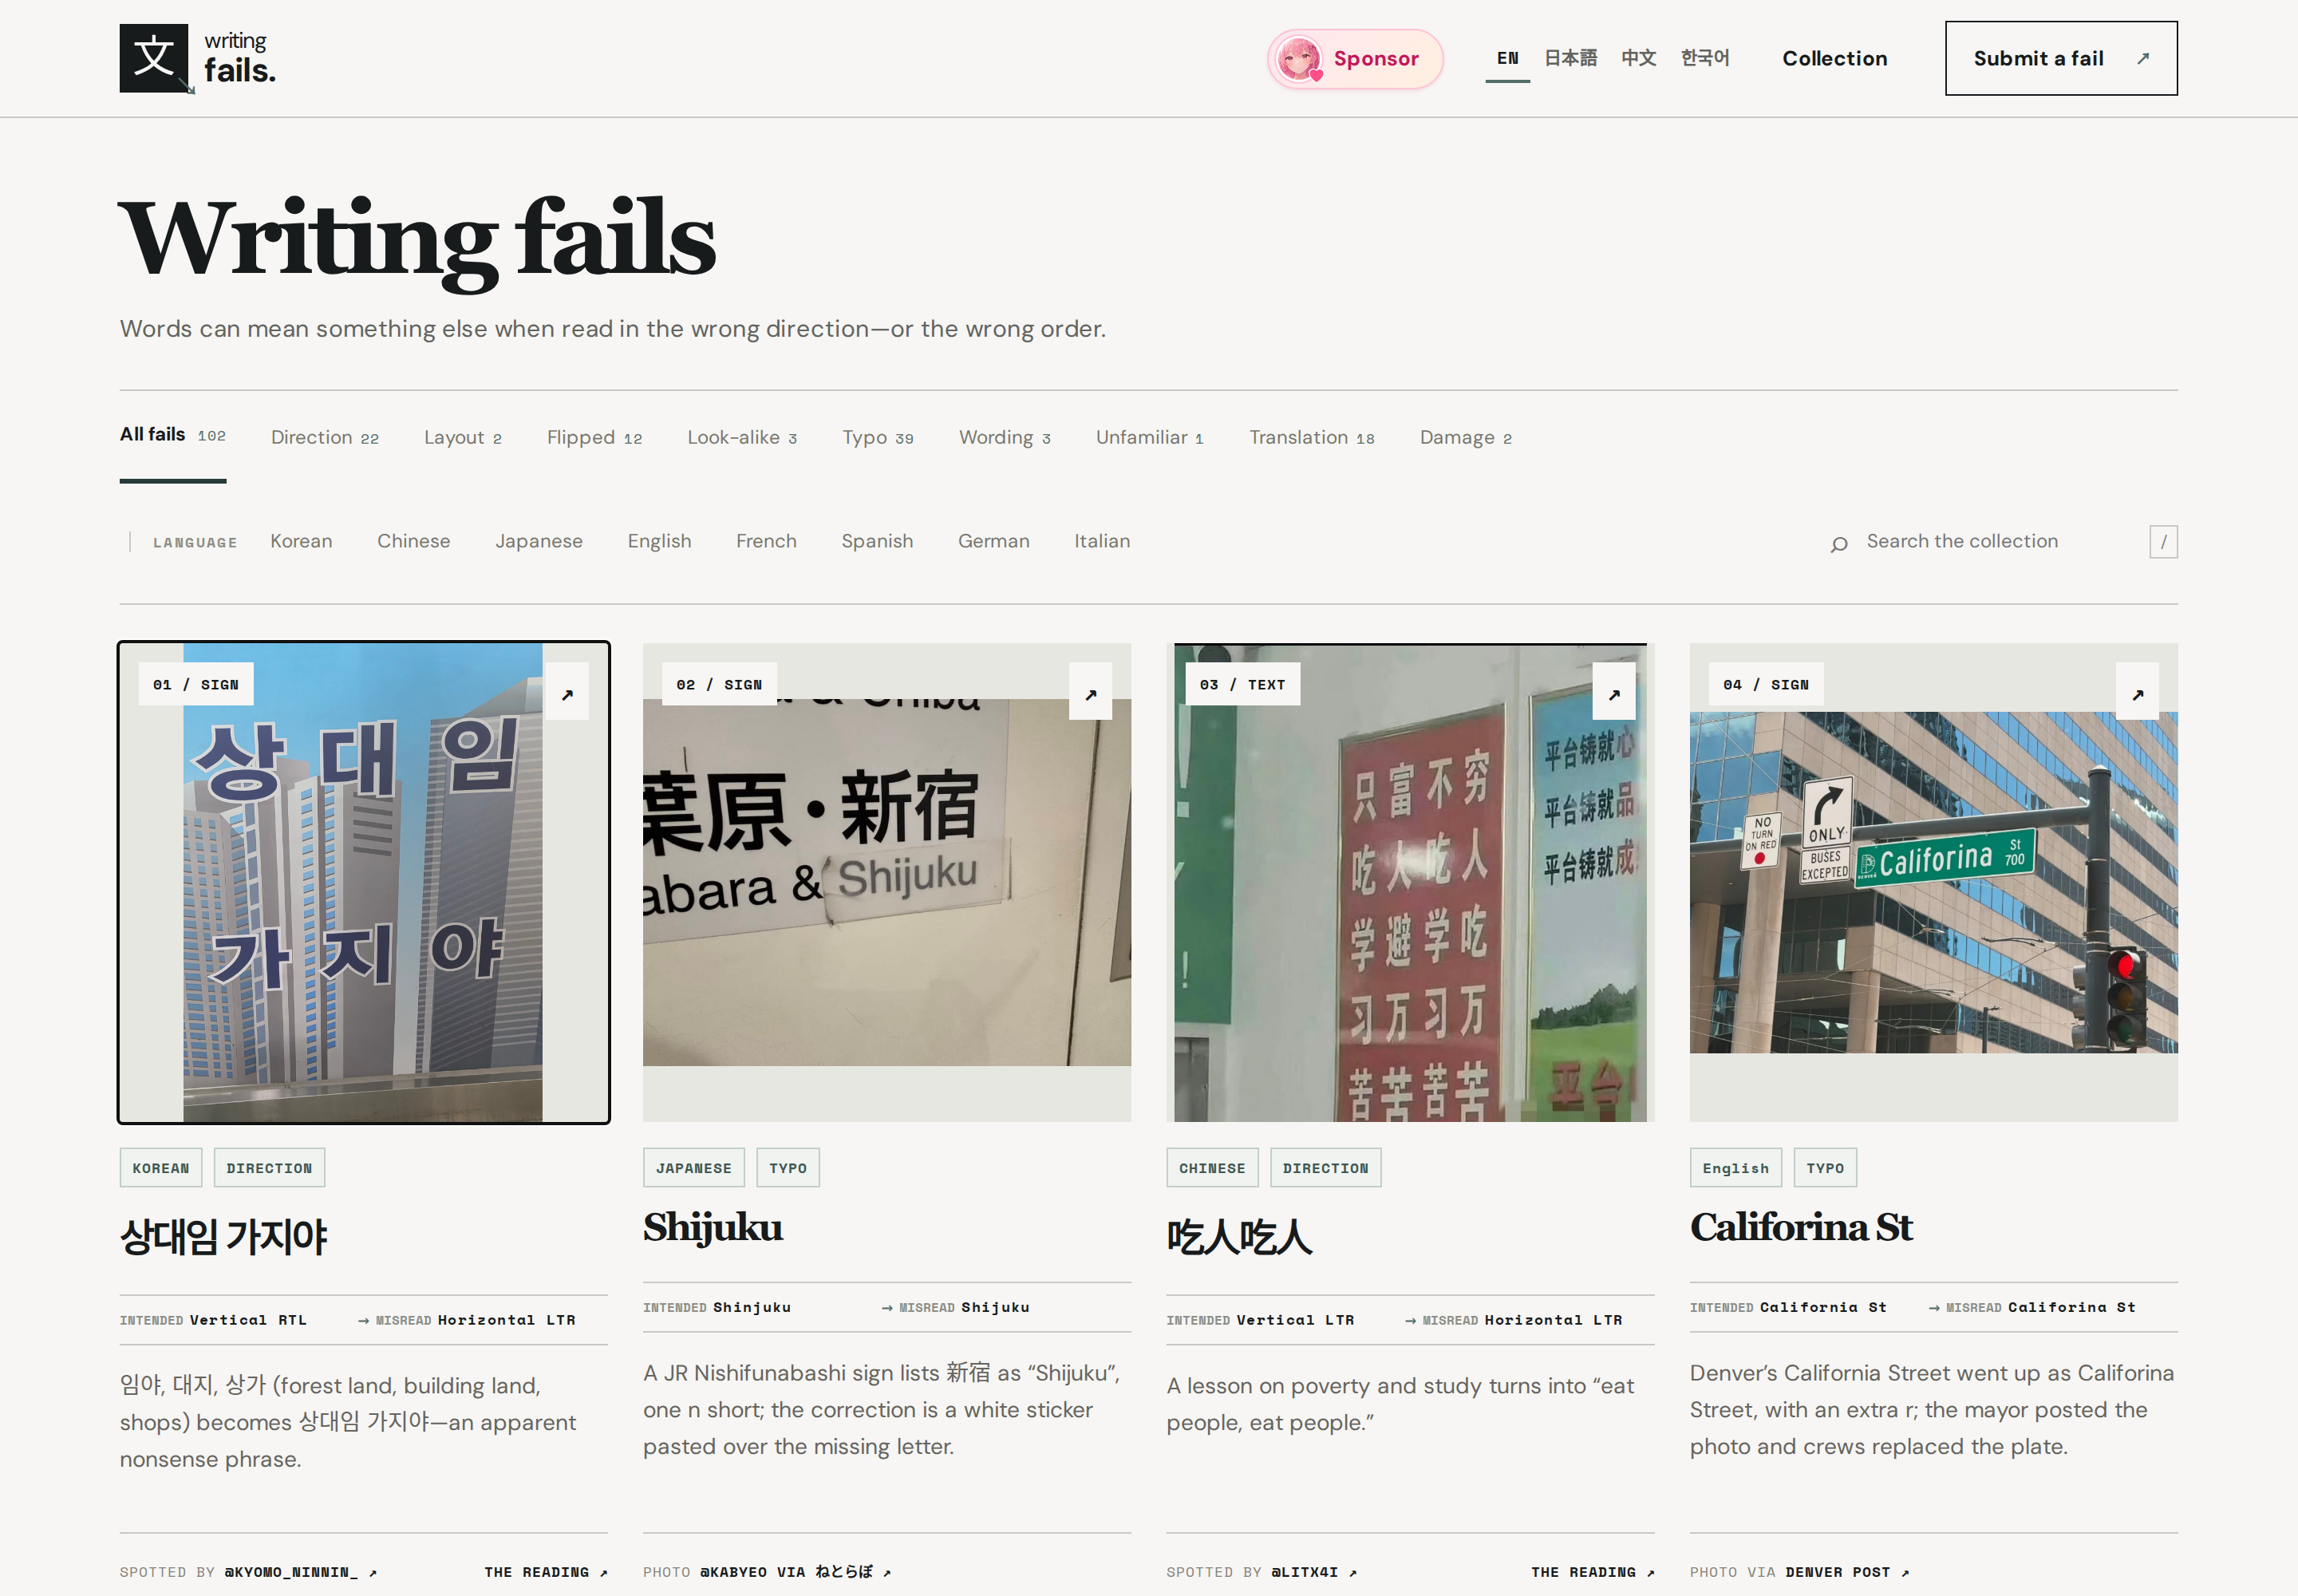 文
writing
fails.
Sponsor
EN 日本語 中文 한국어
Collection
Submit a fail ↗
Writing fails
Words can mean something else when read in the wrong direction—or the wrong order.
All fails 102
Direction 22
Layout 2
Flipped 12
Look-alike 3
Typo 39
Wording 3
Unfamiliar 1
Translation 18
Damage 2
LANGUAGE
Korean
Chinese
Japanese
English
French
Spanish
German
Italian
Search the collection
/
01 / SIGN
↗
상 대 임
가 지 야
KOREAN
DIRECTION
상대임 가지야
INTENDED Vertical RTL → MISREAD Horizontal LTR
임야, 대지, 상가 (forest land, building land,
shops) becomes 상대임 가지야—an apparent
nonsense phrase.
SPOTTED BY @KYOMO_NINNIN_ ↗
THE READING ↗
02 / SIGN
↗
& Chiba
葉原・新宿
abara & Shijuku
JAPANESE
TYPO
Shijuku
INTENDED Shinjuku → MISREAD Shijuku
A JR Nishifunabashi sign lists 新宿 as “Shijuku”,
one n short; the correction is a white sticker
pasted over the missing letter.
PHOTO @KABYEO VIA ねとらぼ ↗
03 / TEXT
↗
只富不穷
吃人吃人
学避学吃
习万习万
苦苦苦苦
平台铸就心
平台铸就品
平台铸就成
平台
!
CHINESE
DIRECTION
吃人吃人
INTENDED Vertical LTR → MISREAD Horizontal LTR
A lesson on poverty and study turns into “eat
people, eat people.”
SPOTTED BY @LITX4I ↗
THE READING ↗
04 / SIGN
↗
NO
TURN
ON RED
ONLY
BUSES
EXCEPTED
Califorina St
700
English
TYPO
Califorina St
INTENDED California St → MISREAD Califorina St
Denver’s California Street went up as Califorina
Street, with an extra r; the mayor posted the
photo and crews replaced the plate.
PHOTO VIA DENVER POST ↗